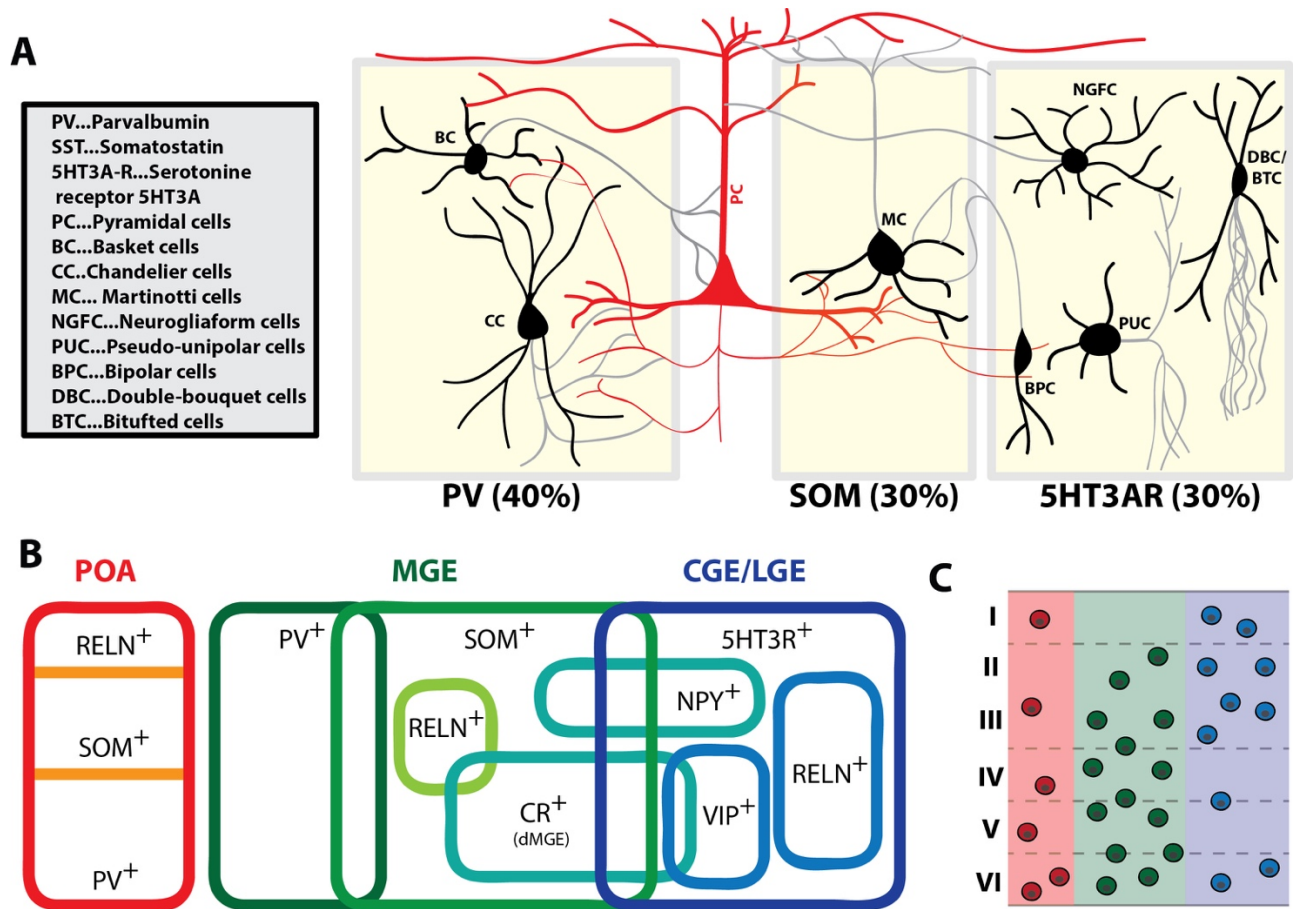 A
PV...Parvalbumin
SST...Somatostatin
5HT3A-R...Serotonine
receptor 5HT3A
PC...Pyramidal cells
BC...Basket cells
CC..Chandelier cells
MC... Martinotti cells
NGFC...Neurogliaform cells
PUC...Pseudo-unipolar cells
BPC...Bipolar cells
DBC...Double-bouquet cells
BTC...Bitufted cells
BC
CC
PC
MC
NGFC
DBC/
BTC
PUC
BPC
PV (40%)
SOM (30%)
5HT3AR (30%)
B
POA
MGE
CGE/LGE
RELN+
SOM+
PV+
PV+
SOM+
5HT3R+
RELN+
NPY+
CR+
(dMGE)
VIP+
RELN+
C
I
II
III
IV
V
VI